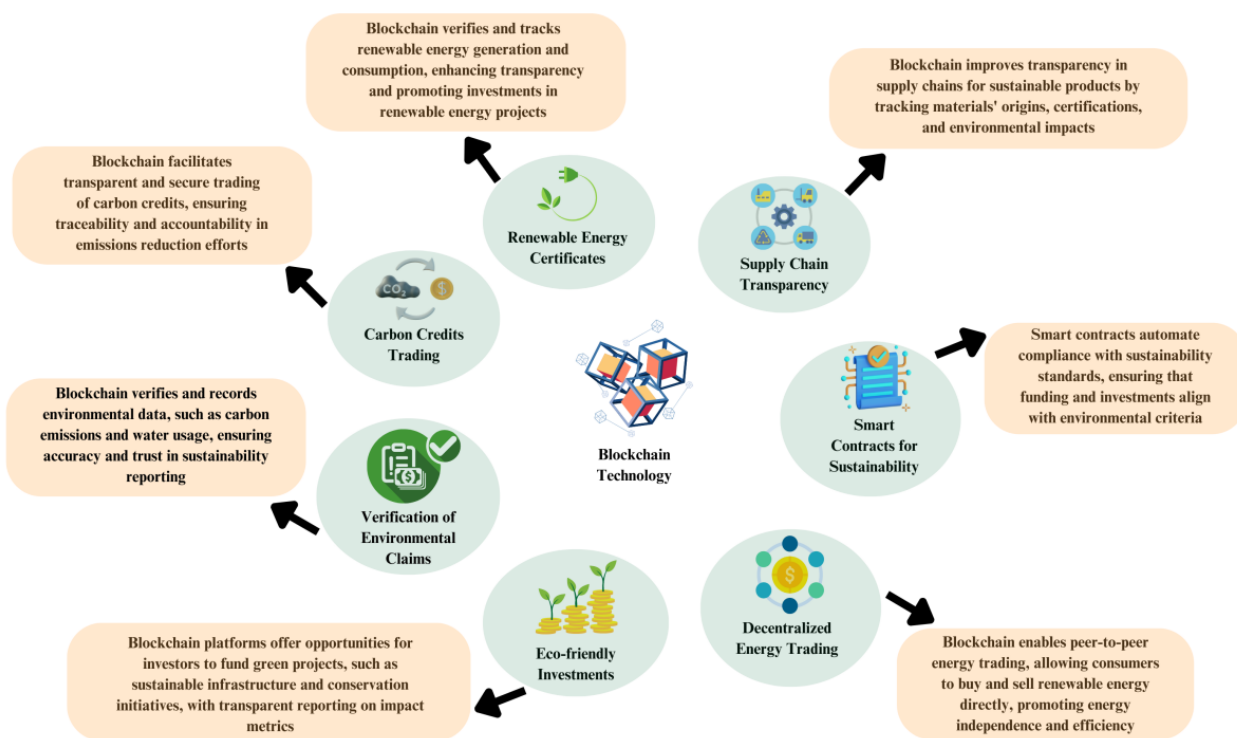 Blockchain verifies and tracks
renewable energy generation and
consumption, enhancing transparency
and promoting investments in
renewable energy projects
Blockchain improves transparency in
supply chains for sustainable products by
tracking materials' origins, certifications,
and environmental impacts
Blockchain facilitates
transparent and secure trading
of carbon credits, ensuring
traceability and accountability in
emissions reduction efforts
Renewable Energy
Certificates
Supply Chain
Transparency
CO2
$
Carbon Credits
Trading
Smart contracts automate
compliance with sustainability
standards, ensuring that
funding and investments align
with environmental criteria
Smart
Contracts for
Sustainability
Blockchain
Technology
Blockchain verifies and records
environmental data, such as carbon
emissions and water usage, ensuring
accuracy and trust in sustainability
reporting
$
Verification of
Environmental
Claims
$
Decentralized
Energy Trading
Eco-friendly
Investments
Blockchain platforms offer opportunities for
investors to fund green projects, such as
sustainable infrastructure and conservation
initiatives, with transparent reporting on impact
metrics
Blockchain enables peer-to-peer
energy trading, allowing consumers
to buy and sell renewable energy
directly, promoting energy
independence and efficiency